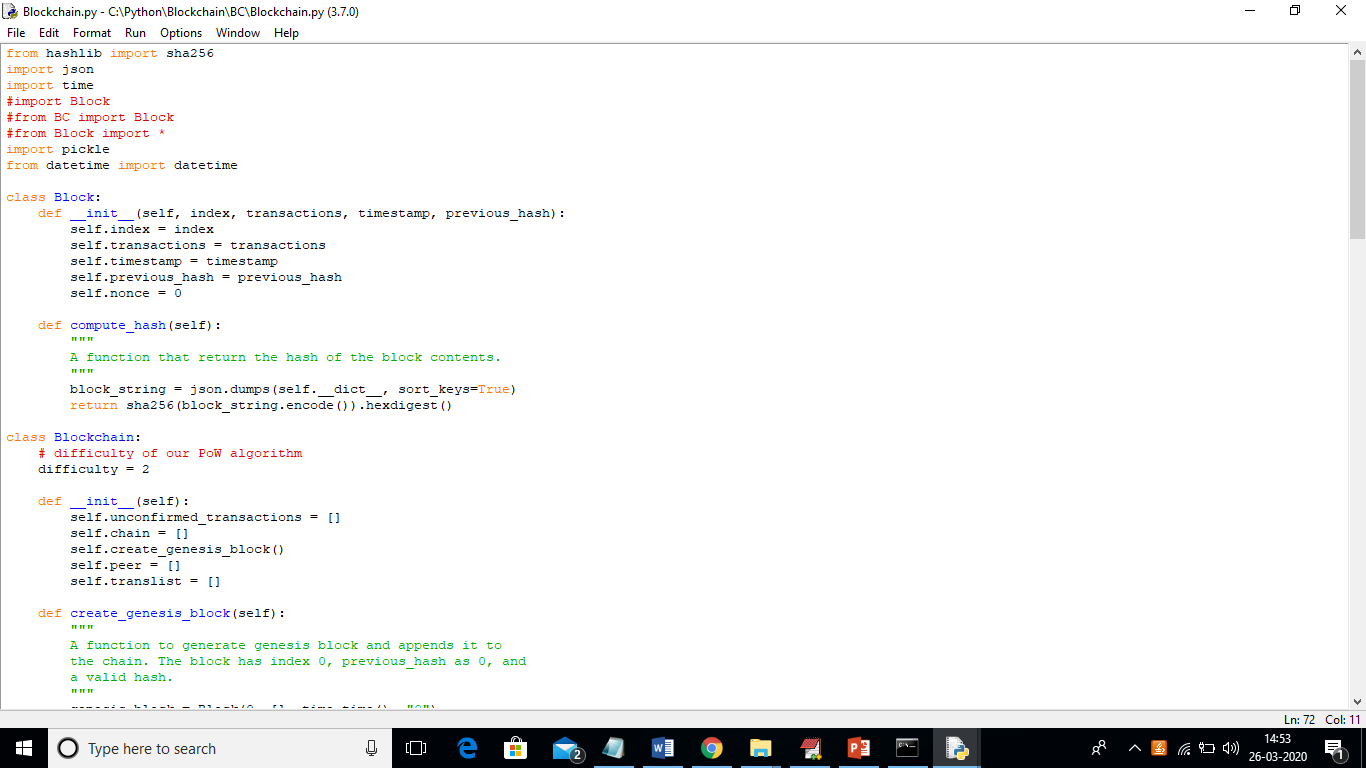 Blockchain.py - C:\Python\Blockchain\BC\Blockchain.py (3.7.0)
File Edit Format Run Options Window Help
from hashlib import sha256
import json
import time
#import Block
#from BC import Block
#from Block import *
import pickle
from datetime import datetime
class Block:
    def __init__(self, index, transactions, timestamp, previous_hash):
        self.index = index
        self.transactions = transactions
        self.timestamp = timestamp
        self.previous_hash = previous_hash
        self.nonce = 0
    def compute_hash(self):
        """
        A function that return the hash of the block contents.
        """
        block_string = json.dumps(self.__dict__, sort_keys=True)
        return sha256(block_string.encode()).hexdigest()
class Blockchain:
    # difficulty of our PoW algorithm
    difficulty = 2
    def __init__(self):
        self.unconfirmed_transactions = []
        self.chain = []
        self.create_genesis_block()
        self.peer = []
        self.translist = []
    def create_genesis_block(self):
        """
        A function to generate genesis block and appends it to
        the chain. The block has index 0, previous_hash as 0, and
        a valid hash.
        """
Ln: 72 Col: 11
Type here to search
2
14:53
26-03-2020
1